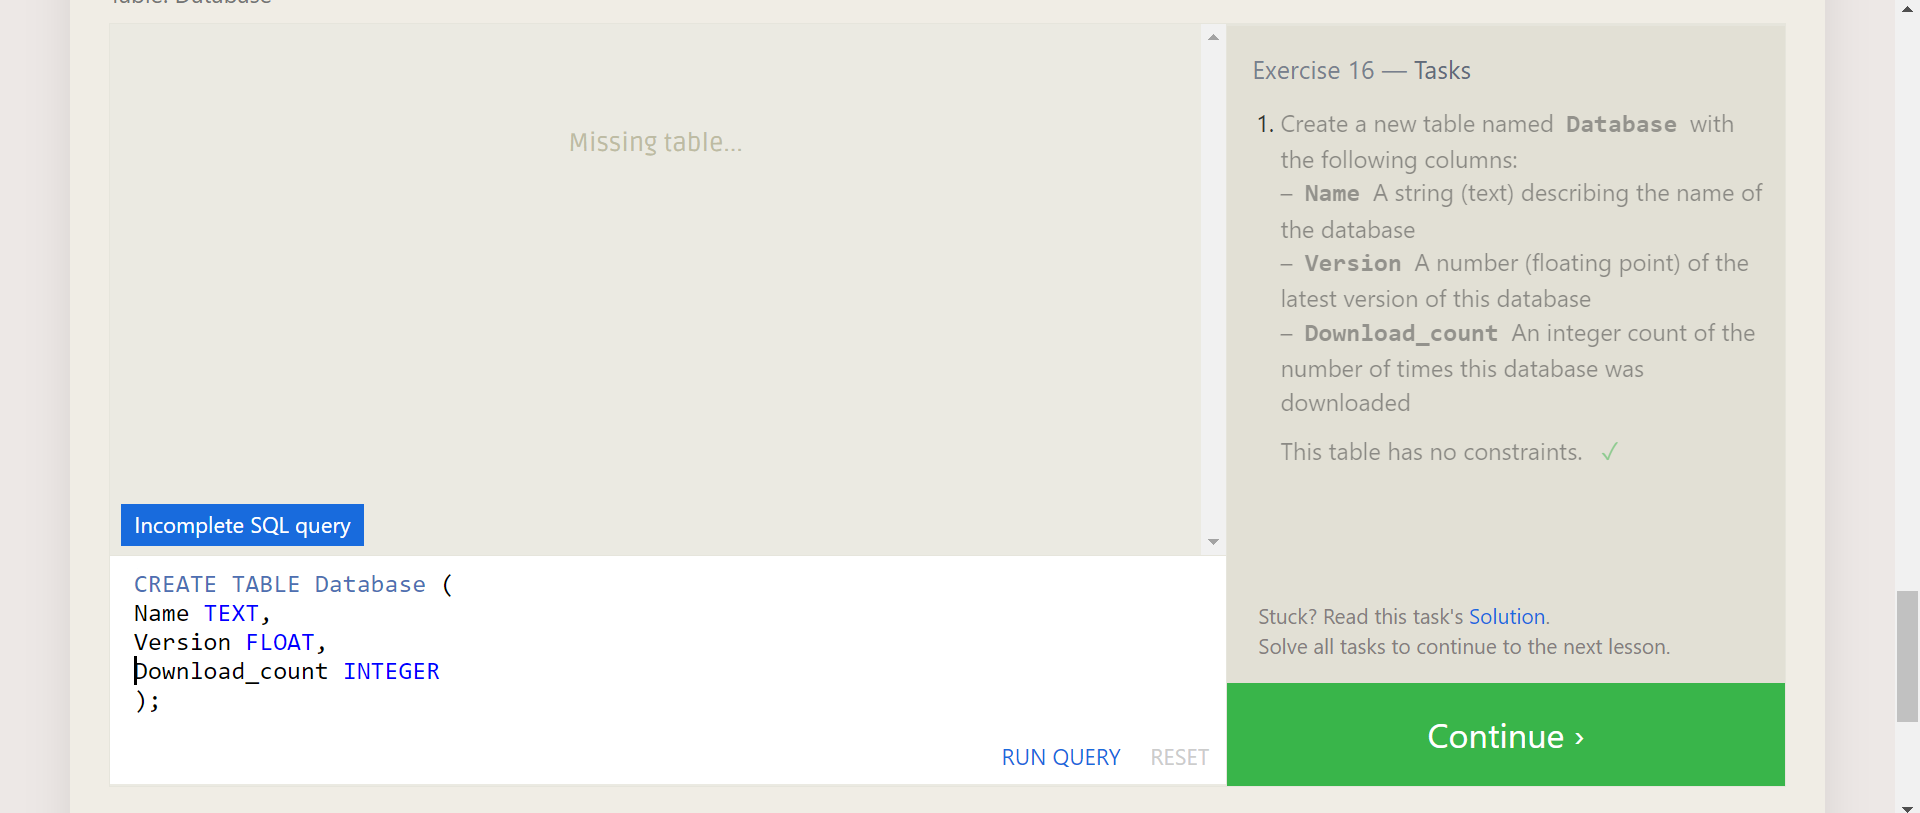 Table: Database
Missing table...
Incomplete SQL query
CREATE TABLE Database (
Name TEXT,
Version FLOAT,
Download_count INTEGER
);
RUN QUERY RESET
Exercise 16 — Tasks
1. Create a new table named Database with
the following columns:
– Name A string (text) describing the name of
the database
– Version A number (floating point) of the
latest version of this database
– Download_count An integer count of the
number of times this database was
downloaded
This table has no constraints. ✓
Stuck? Read this task's Solution.
Solve all tasks to continue to the next lesson.
Continue ›